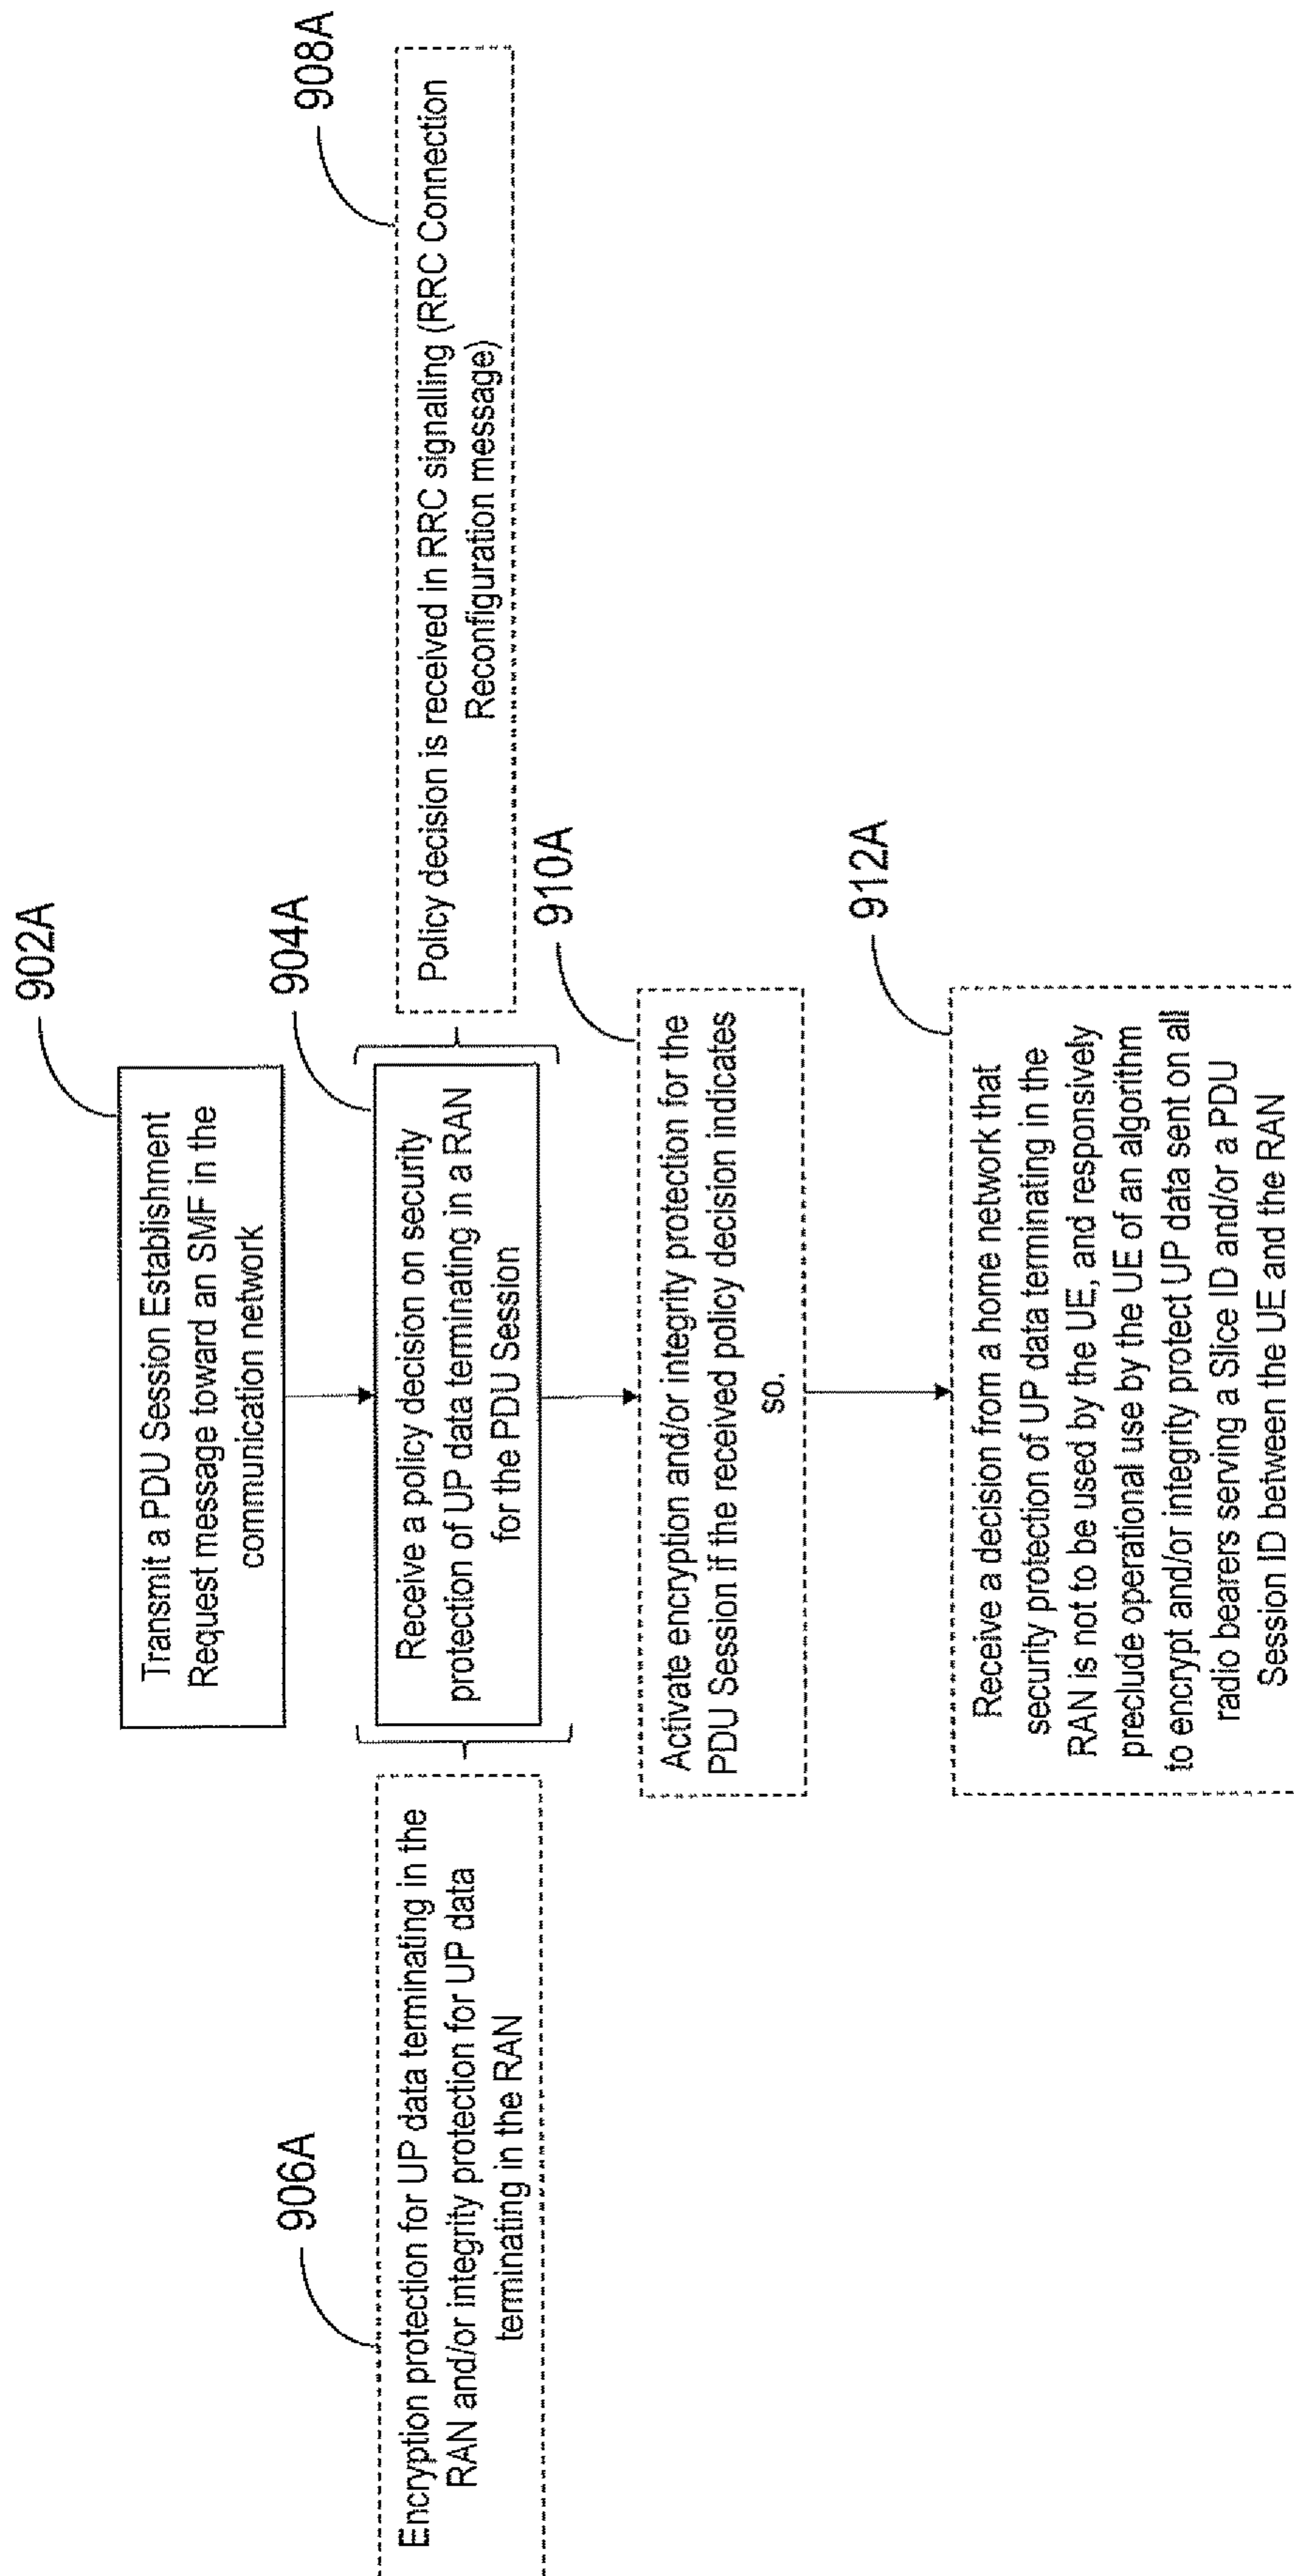 902A
Transmit a PDU Session Establishment
Request message toward an SMF in the
communication network
904A
Receive a policy decision on security
protection of UP data terminating in a RAN
for the PDU Session
906A
Encryption protection for UP data terminating in the
RAN and/or integrity protection for UP data
terminating in the RAN
908A
Policy decision is received in RRC signalling (RRC Connection
Reconfiguration message)
910A
Activate encryption and/or integrity protection for the
PDU Session if the received policy decision indicates
so.
912A
Receive a decision from a home network that
security protection of UP data terminating in the
RAN is not to be used by the UE, and responsively
preclude operational use by the UE of an algorithm
to encrypt and/or integrity protect UP data sent on all
radio bearers serving a Slice ID and/or a PDU
Session ID between the UE and the RAN